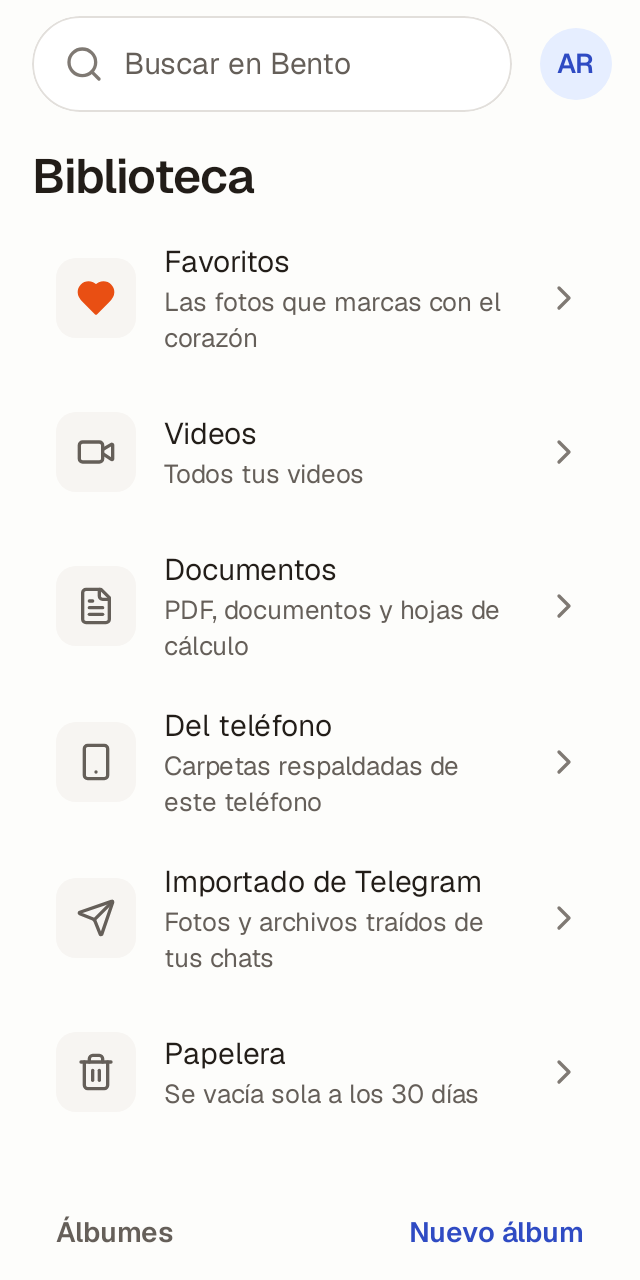 Buscar en Bento
AR
Biblioteca
Favoritos
Las fotos que marcas con el
corazón
Videos
Todos tus videos
Documentos
PDF, documentos y hojas de
cálculo
Del teléfono
Carpetas respaldadas de
este teléfono
Importado de Telegram
Fotos y archivos traídos de
tus chats
Papelera
Se vacía sola a los 30 días
Álbumes
Nuevo álbum